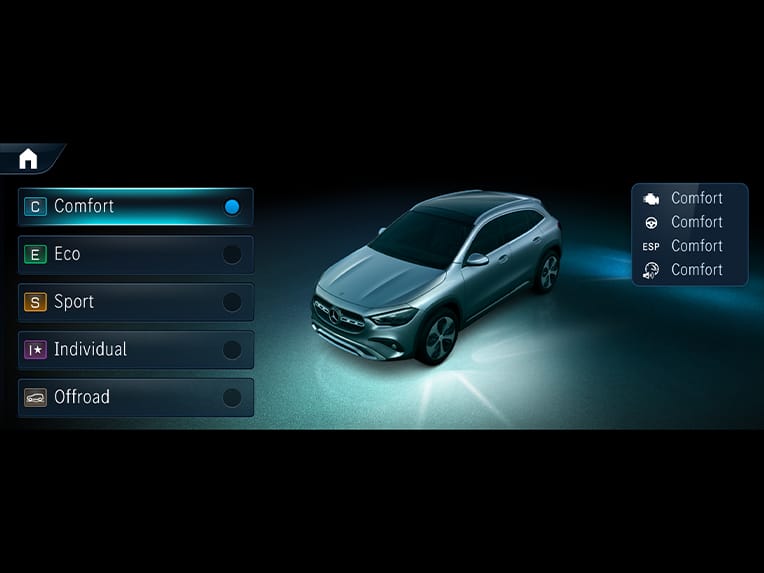 C Comfort
E Eco
S Sport
I★ Individual
Offroad
Comfort
Comfort
ESP Comfort
Comfort